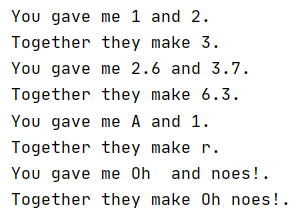 You gave me 1 and 2.
Together they make 3.
You gave me 2.6 and 3.7.
Together they make 6.3.
You gave me A and 1.
Together they make r.
You gave me Oh  and noes!.
Together they make Oh noes!.